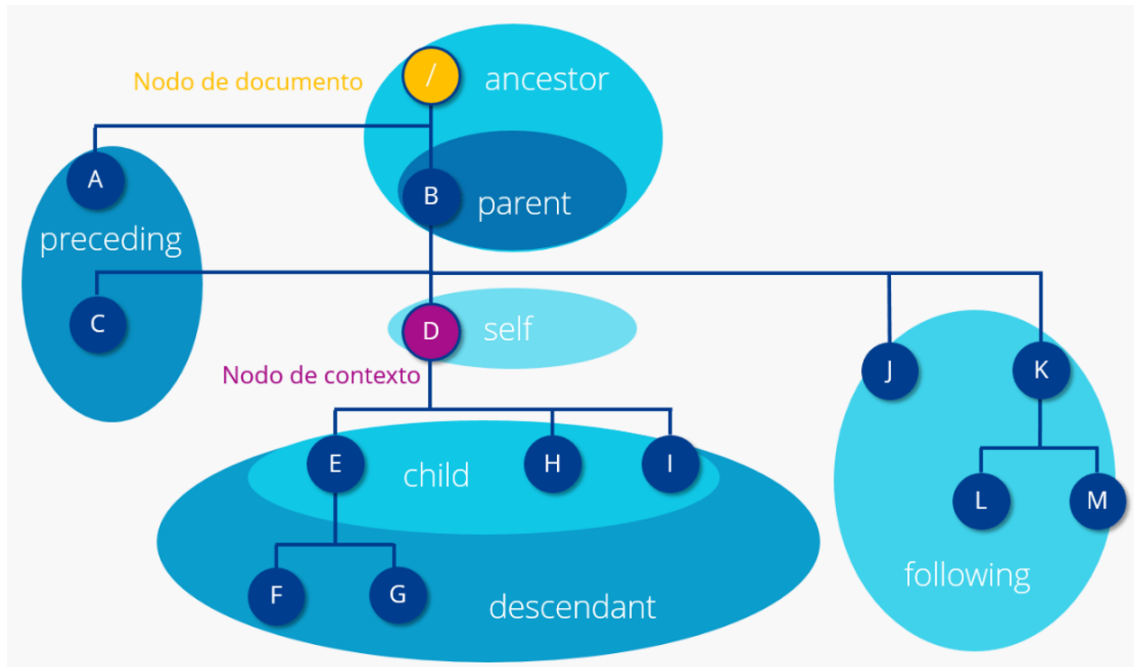 /
ancestor
Nodo de documento
A
B
parent
preceding
C
D
self
J
K
Nodo de contexto
E
child
H
I
L
M
following
F
G
descendant